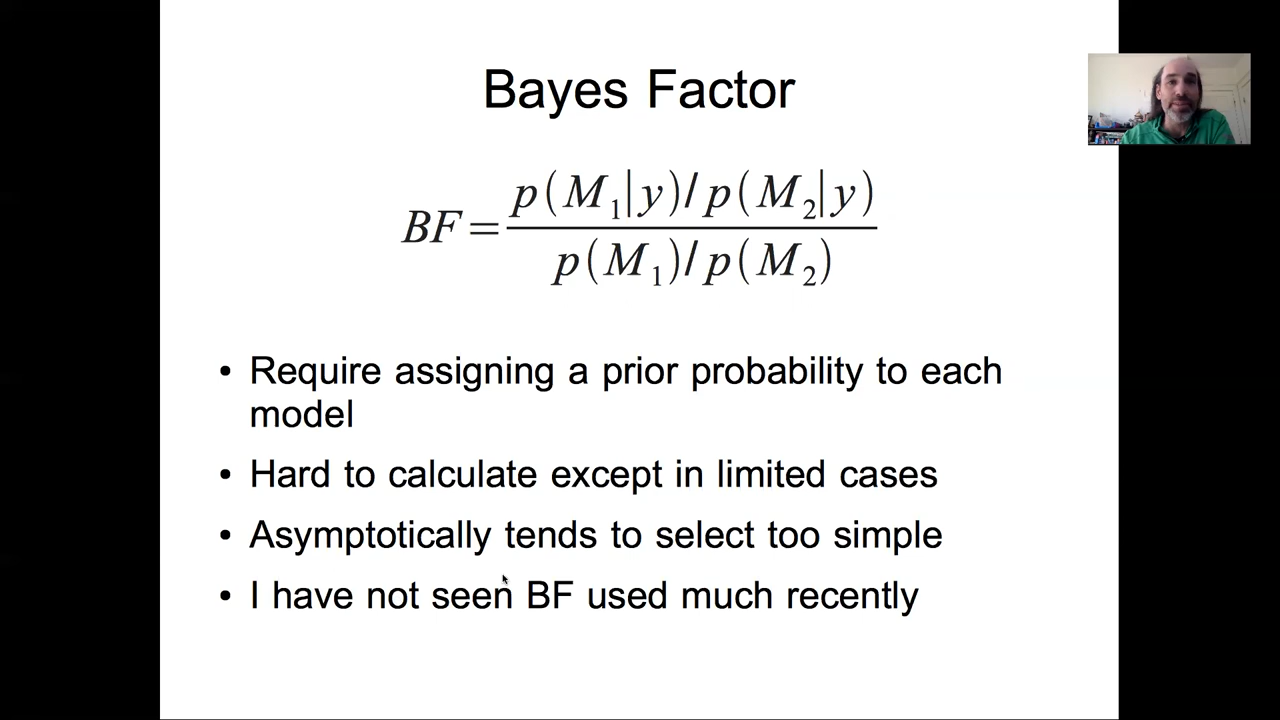 Bayes Factor
BF = p(M₁|y)/p(M₂|y)
p(M₁)/p(M₂)
• Require assigning a prior probability to each
model
• Hard to calculate except in limited cases
• Asymptotically tends to select too simple
• I have not seen BF used much recently